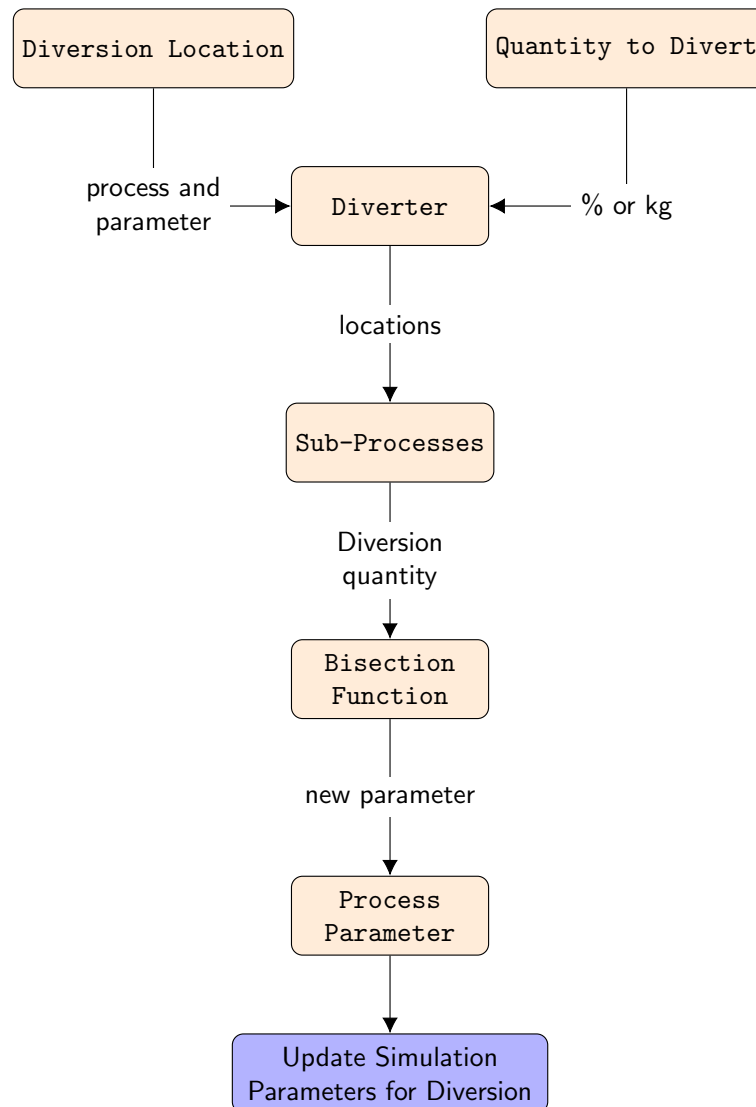 Diversion Location
Quantity to Divert
process and
parameter
Diverter
% or kg
locations
Sub-Processes
Diversion
quantity
Bisection
Function
new parameter
Process
Parameter
Update Simulation
Parameters for Diversion